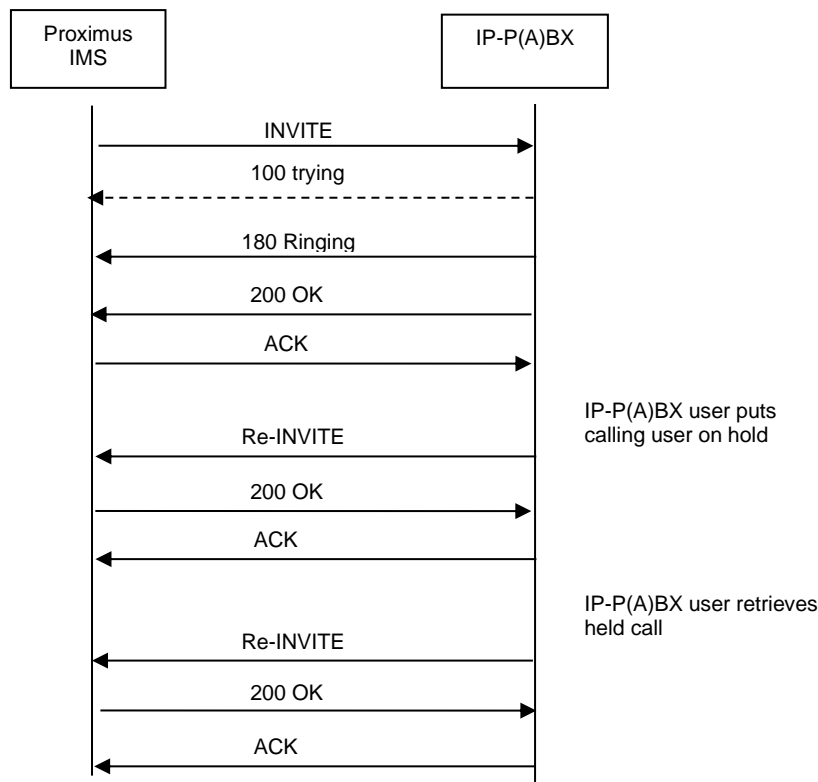 Proximus
IMS
IP-P(A)BX
INVITE
100 trying
180 Ringing
200 OK
ACK
IP-P(A)BX user puts
calling user on hold
Re-INVITE
200 OK
ACK
IP-P(A)BX user retrieves
held call
Re-INVITE
200 OK
ACK